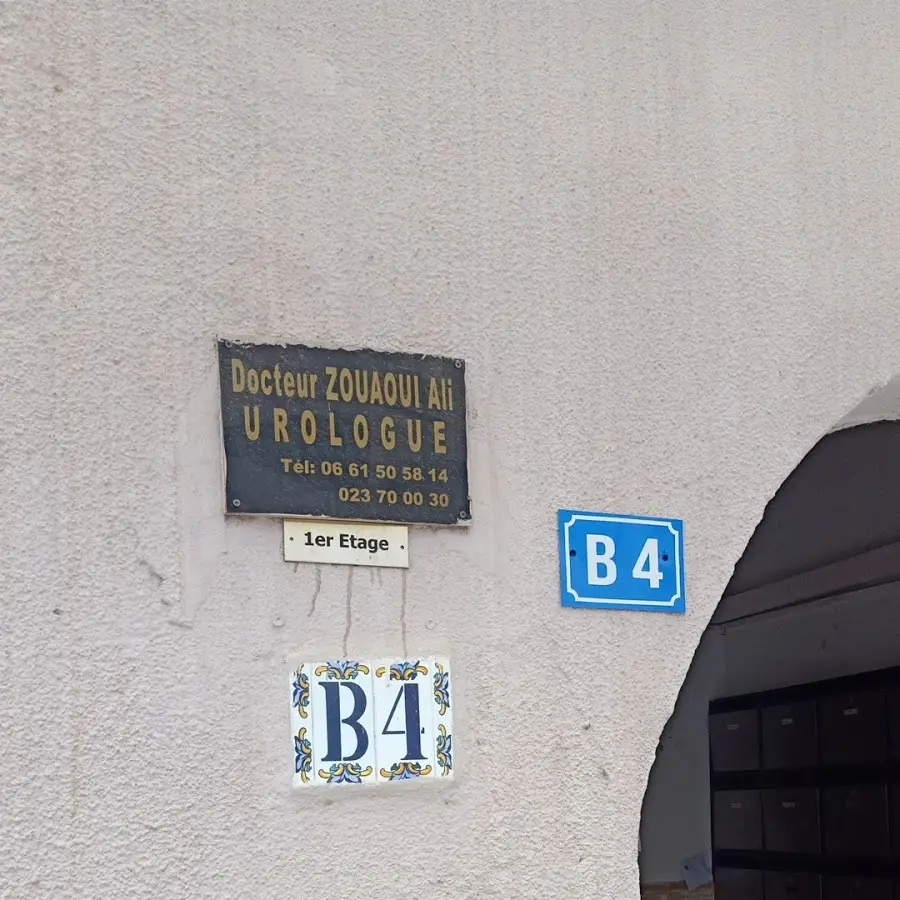 Docteur ZOUAOUI Ali
UROLOGUE
Tél: 06 61 50 58 14
023 70 00 30
1er Etage
B 4
B4